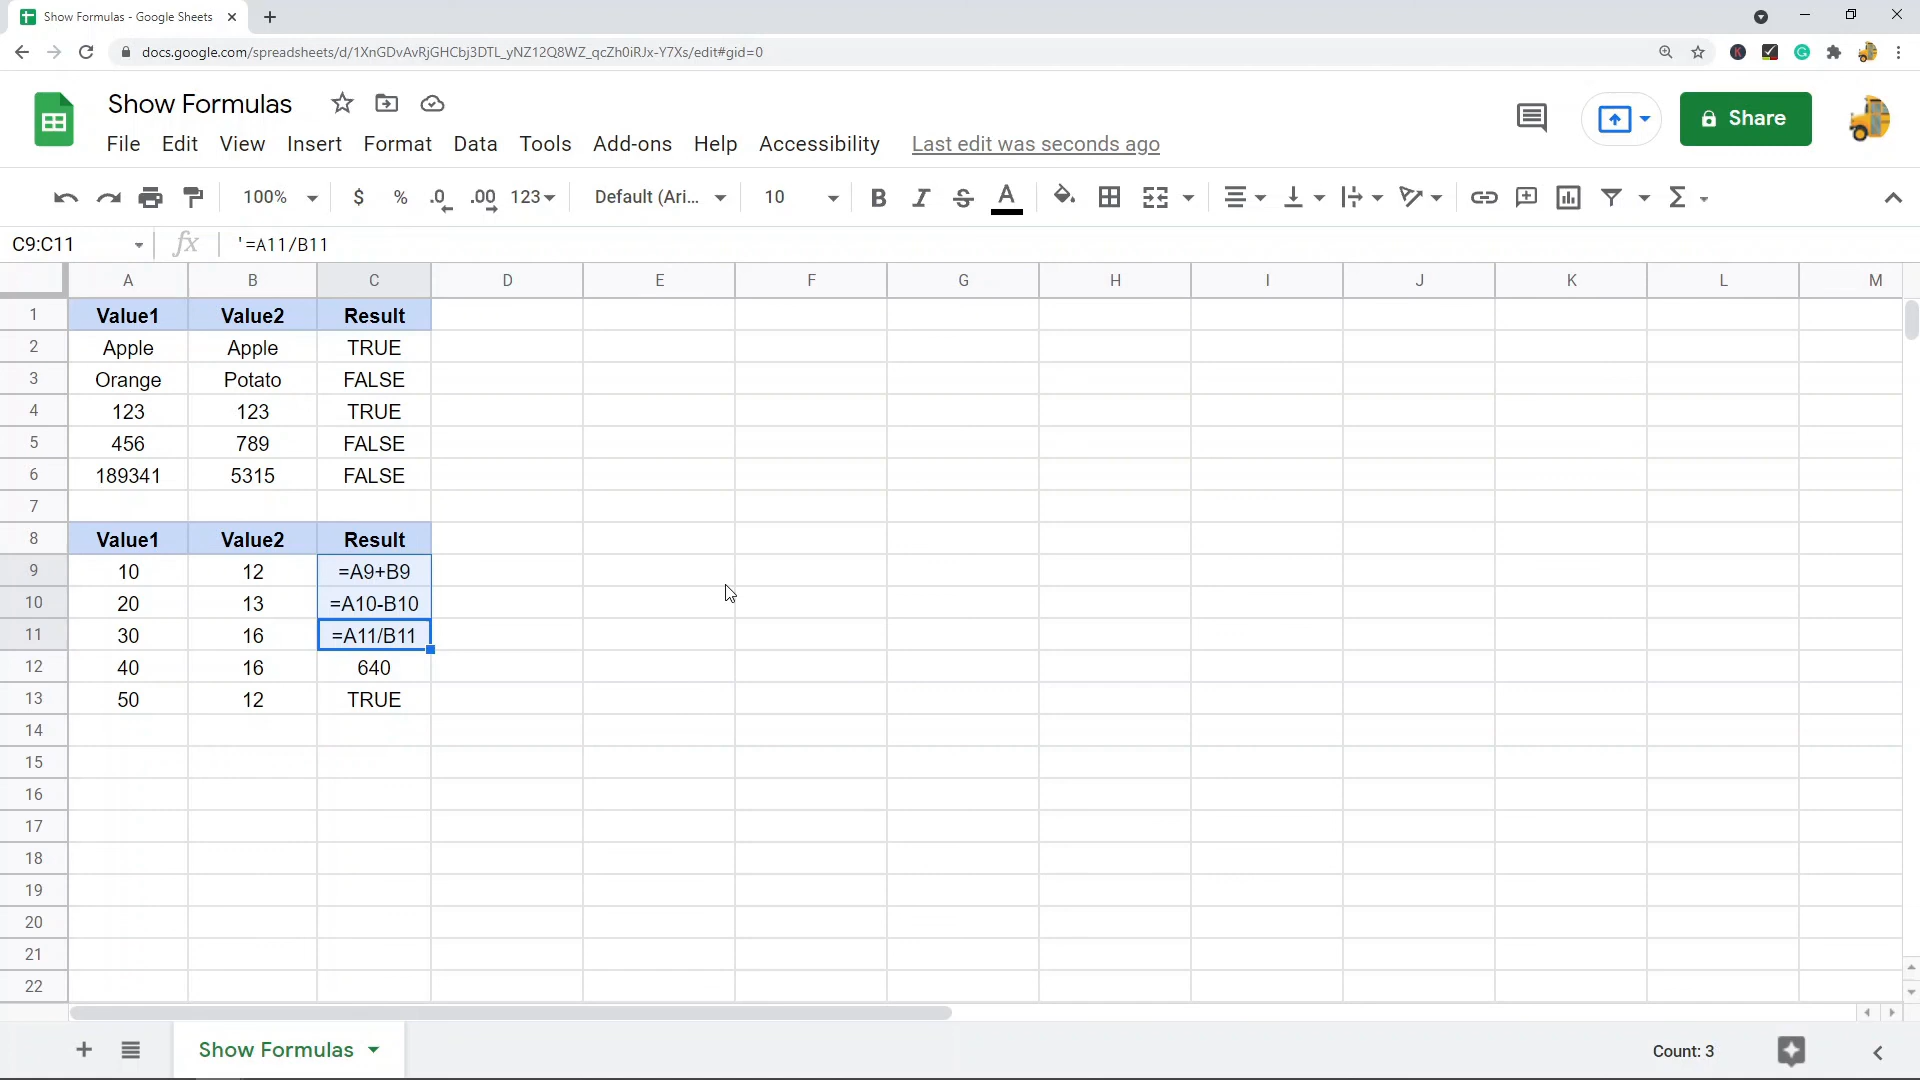 Show Formulas - Google Sheets
docs.google.com/spreadsheets/d/1XnGDvAvRjGHCbj3DTL_yNZ12Q8WZ_qcZh0iRJx-Y7Xs/edit#gid=0
Show Formulas
Share
File Edit View Insert Format Data Tools Add-ons Help Accessibility Last edit was seconds ago
100% $ % .0 .00 123 Default (Ari... 10 B I S A Σ
C9:C11 fx '=A11/B11
A B C D E F G H I J K L M
1 Value1 Value2 Result
2 Apple Apple TRUE
3 Orange Potato FALSE
4 123 123 TRUE
5 456 789 FALSE
6 189341 5315 FALSE
7
8 Value1 Value2 Result
9 10 12 =A9+B9
10 20 13 =A10-B10
11 30 16 =A11/B11
12 40 16 640
13 50 12 TRUE
14
15
16
17
18
19
20
21
22
Show Formulas Count: 3